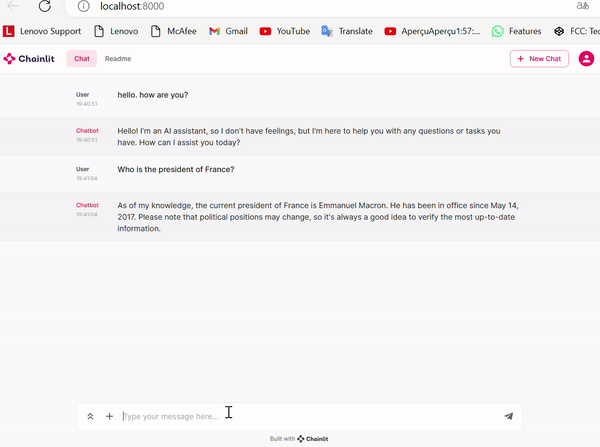 localhost:8000
Lenovo Support Lenovo McAfee Gmail YouTube Translate AperçuAperçu1:57:... Features FCC: Tec
Chainlit Chat Readme + New Chat
User hello. how are you?
19:40:51
Chatbot Hello! I'm an AI assistant, so I don't have feelings, but I'm here to help you with any questions or tasks you
19:40:51 have. How can I assist you today?
User Who is the president of France?
19:41:04
Chatbot As of my knowledge, the current president of France is Emmanuel Macron. He has been in office since May 14,
19:41:04 2017. Please note that political positions may change, so it's always a good idea to verify the most up-to-date
information.
Type your message here...
Built with Chainlit